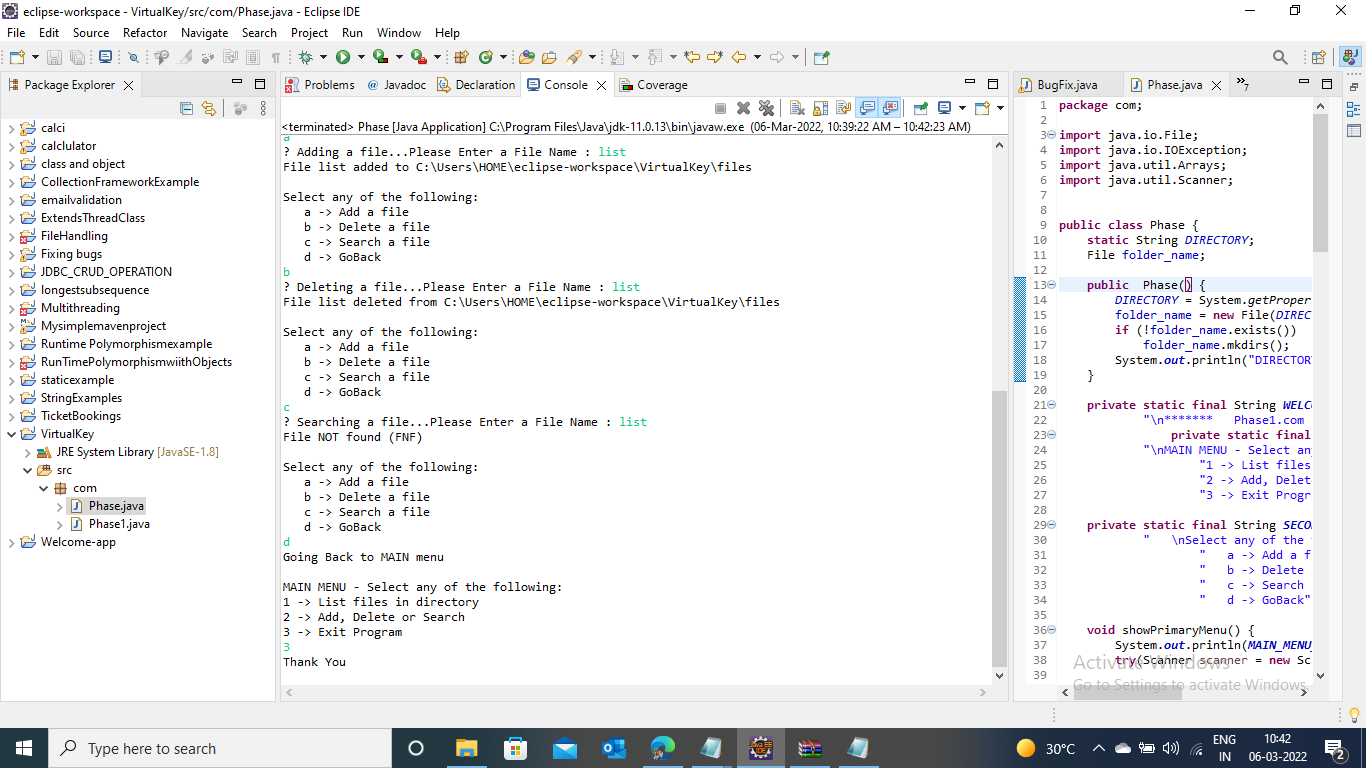 eclipse-workspace - VirtualKey/src/com/Phase.java - Eclipse IDE
File Edit Source Refactor Navigate Search Project Run Window Help
Package Explorer
calci
calclulator
class and object
CollectionFrameworkExample
emailvalidation
ExtendsThreadClass
FileHandling
Fixing bugs
JDBC_CRUD_OPERATION
longestsubsequence
Multithreading
Mysimplemavenproject
Runtime Polymorphismexample
RunTimePolymorphismwiithObjects
staticexample
StringExamples
TicketBookings
VirtualKey
JRE System Library [JavaSE-1.8]
src
com
Phase.java
Phase1.java
Welcome-app
Problems @ Javadoc Declaration Console Coverage
<terminated> Phase [Java Application] C:\Program Files\Java\jdk-11.0.13\bin\javaw.exe (06-Mar-2022, 10:39:22 AM – 10:42:23 AM)
a
? Adding a file...Please Enter a File Name : list
File list added to C:\Users\HOME\eclipse-workspace\VirtualKey\files
Select any of the following:
a -> Add a file
b -> Delete a file
c -> Search a file
d -> GoBack
b
? Deleting a file...Please Enter a File Name : list
File list deleted from C:\Users\HOME\eclipse-workspace\VirtualKey\files
Select any of the following:
a -> Add a file
b -> Delete a file
c -> Search a file
d -> GoBack
c
? Searching a file...Please Enter a File Name : list
File NOT found (FNF)
Select any of the following:
a -> Add a file
b -> Delete a file
c -> Search a file
d -> GoBack
d
Going Back to MAIN menu
MAIN MENU - Select any of the following:
1 -> List files in directory
2 -> Add, Delete or Search
3 -> Exit Program
3
Thank You
BugFix.java Phase.java »7
1 package com;
2
3 import java.io.File;
4 import java.io.IOException;
5 import java.util.Arrays;
6 import java.util.Scanner;
7
8
9 public class Phase {
10 static String DIRECTORY;
11 File folder_name;
12
13 public Phase() {
14 DIRECTORY = System.getProper
15 folder_name = new File(DIREC
16 if (!folder_name.exists())
17 folder_name.mkdirs();
18 System.out.println("DIRECTOR
19 }
20
21 private static final String WELC
22 "\n******* Phase1.com
23 private static final
24 "\nMAIN MENU - Select an
25 "1 -> List files
26 "2 -> Add, Delet
27 "3 -> Exit Progr
28
29 private static final String SECO
30 " \nSelect any of the
31 " a -> Add a f
32 " b -> Delete
33 " c -> Search
34 " d -> GoBack"
35
36 void showPrimaryMenu() {
37 System.out.println(MAIN_MENU
38 try(Scanner scanner = new Sc
39
Activate Windows
Go to Settings to activate Windows.
Type here to search
30°C
ENG
IN
10:42
06-03-2022
2